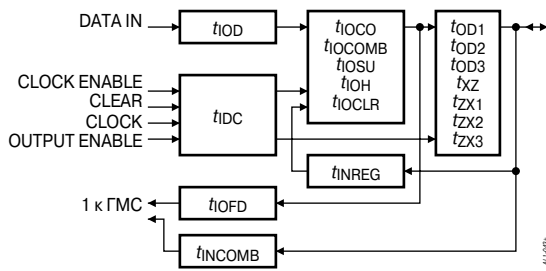 DATA IN
tIOD
tIOCO
tIOCOMB
tIOSU
tIOH
tIOCLR
tOD1
tOD2
tOD3
tXZ
tZX1
tZX2
tZX3
CLOCK ENABLE
CLEAR
CLOCK
OUTPUT ENABLE
tIDC
tINREG
1 к ГМС
tIOFD
tINCOMB